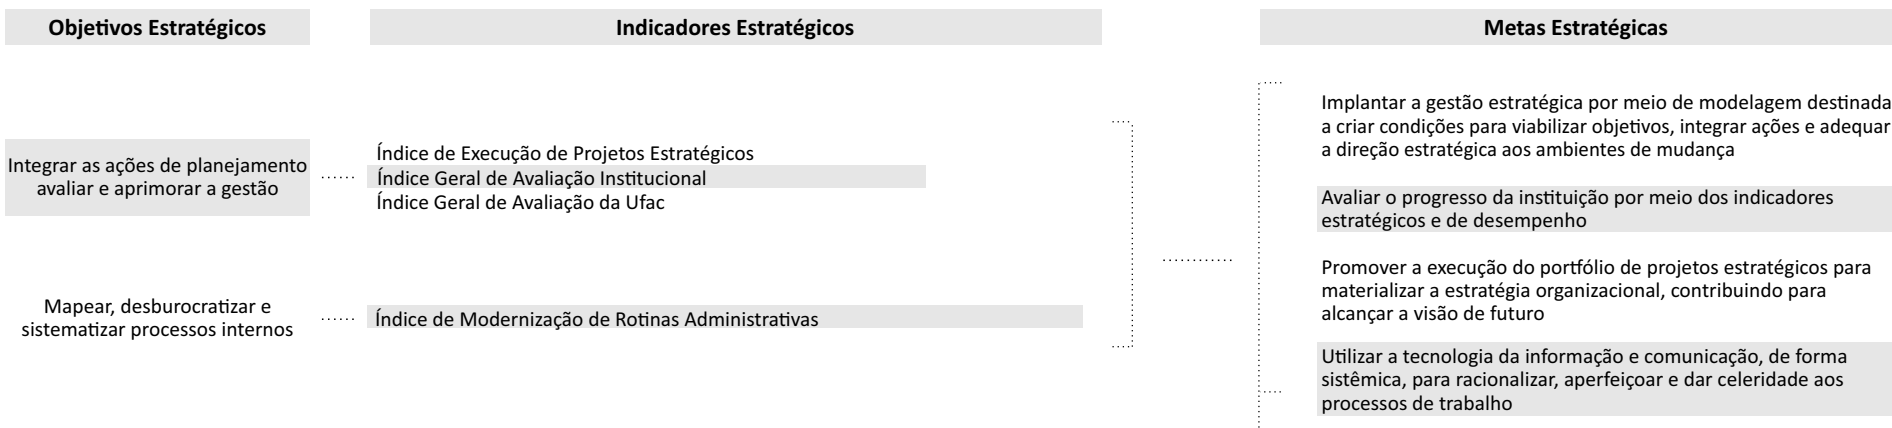 Objetivos Estratégicos
Indicadores Estratégicos
Metas Estratégicas
Integrar as ações de planejamento
avaliar e aprimorar a gestão
Índice de Execução de Projetos Estratégicos
Índice Geral de Avaliação Institucional
Índice Geral de Avaliação da Ufac
Mapear, desburocratizar e
sistematizar processos internos
Índice de Modernização de Rotinas Administrativas
Implantar a gestão estratégica por meio de modelagem destinada
a criar condições para viabilizar objetivos, integrar ações e adequar
a direção estratégica aos ambientes de mudança
Avaliar o progresso da instituição por meio dos indicadores
estratégicos e de desempenho
Promover a execução do portfólio de projetos estratégicos para
materializar a estratégia organizacional, contribuindo para
alcançar a visão de futuro
Utilizar a tecnologia da informação e comunicação, de forma
sistêmica, para racionalizar, aperfeiçoar e dar celeridade aos
processos de trabalho